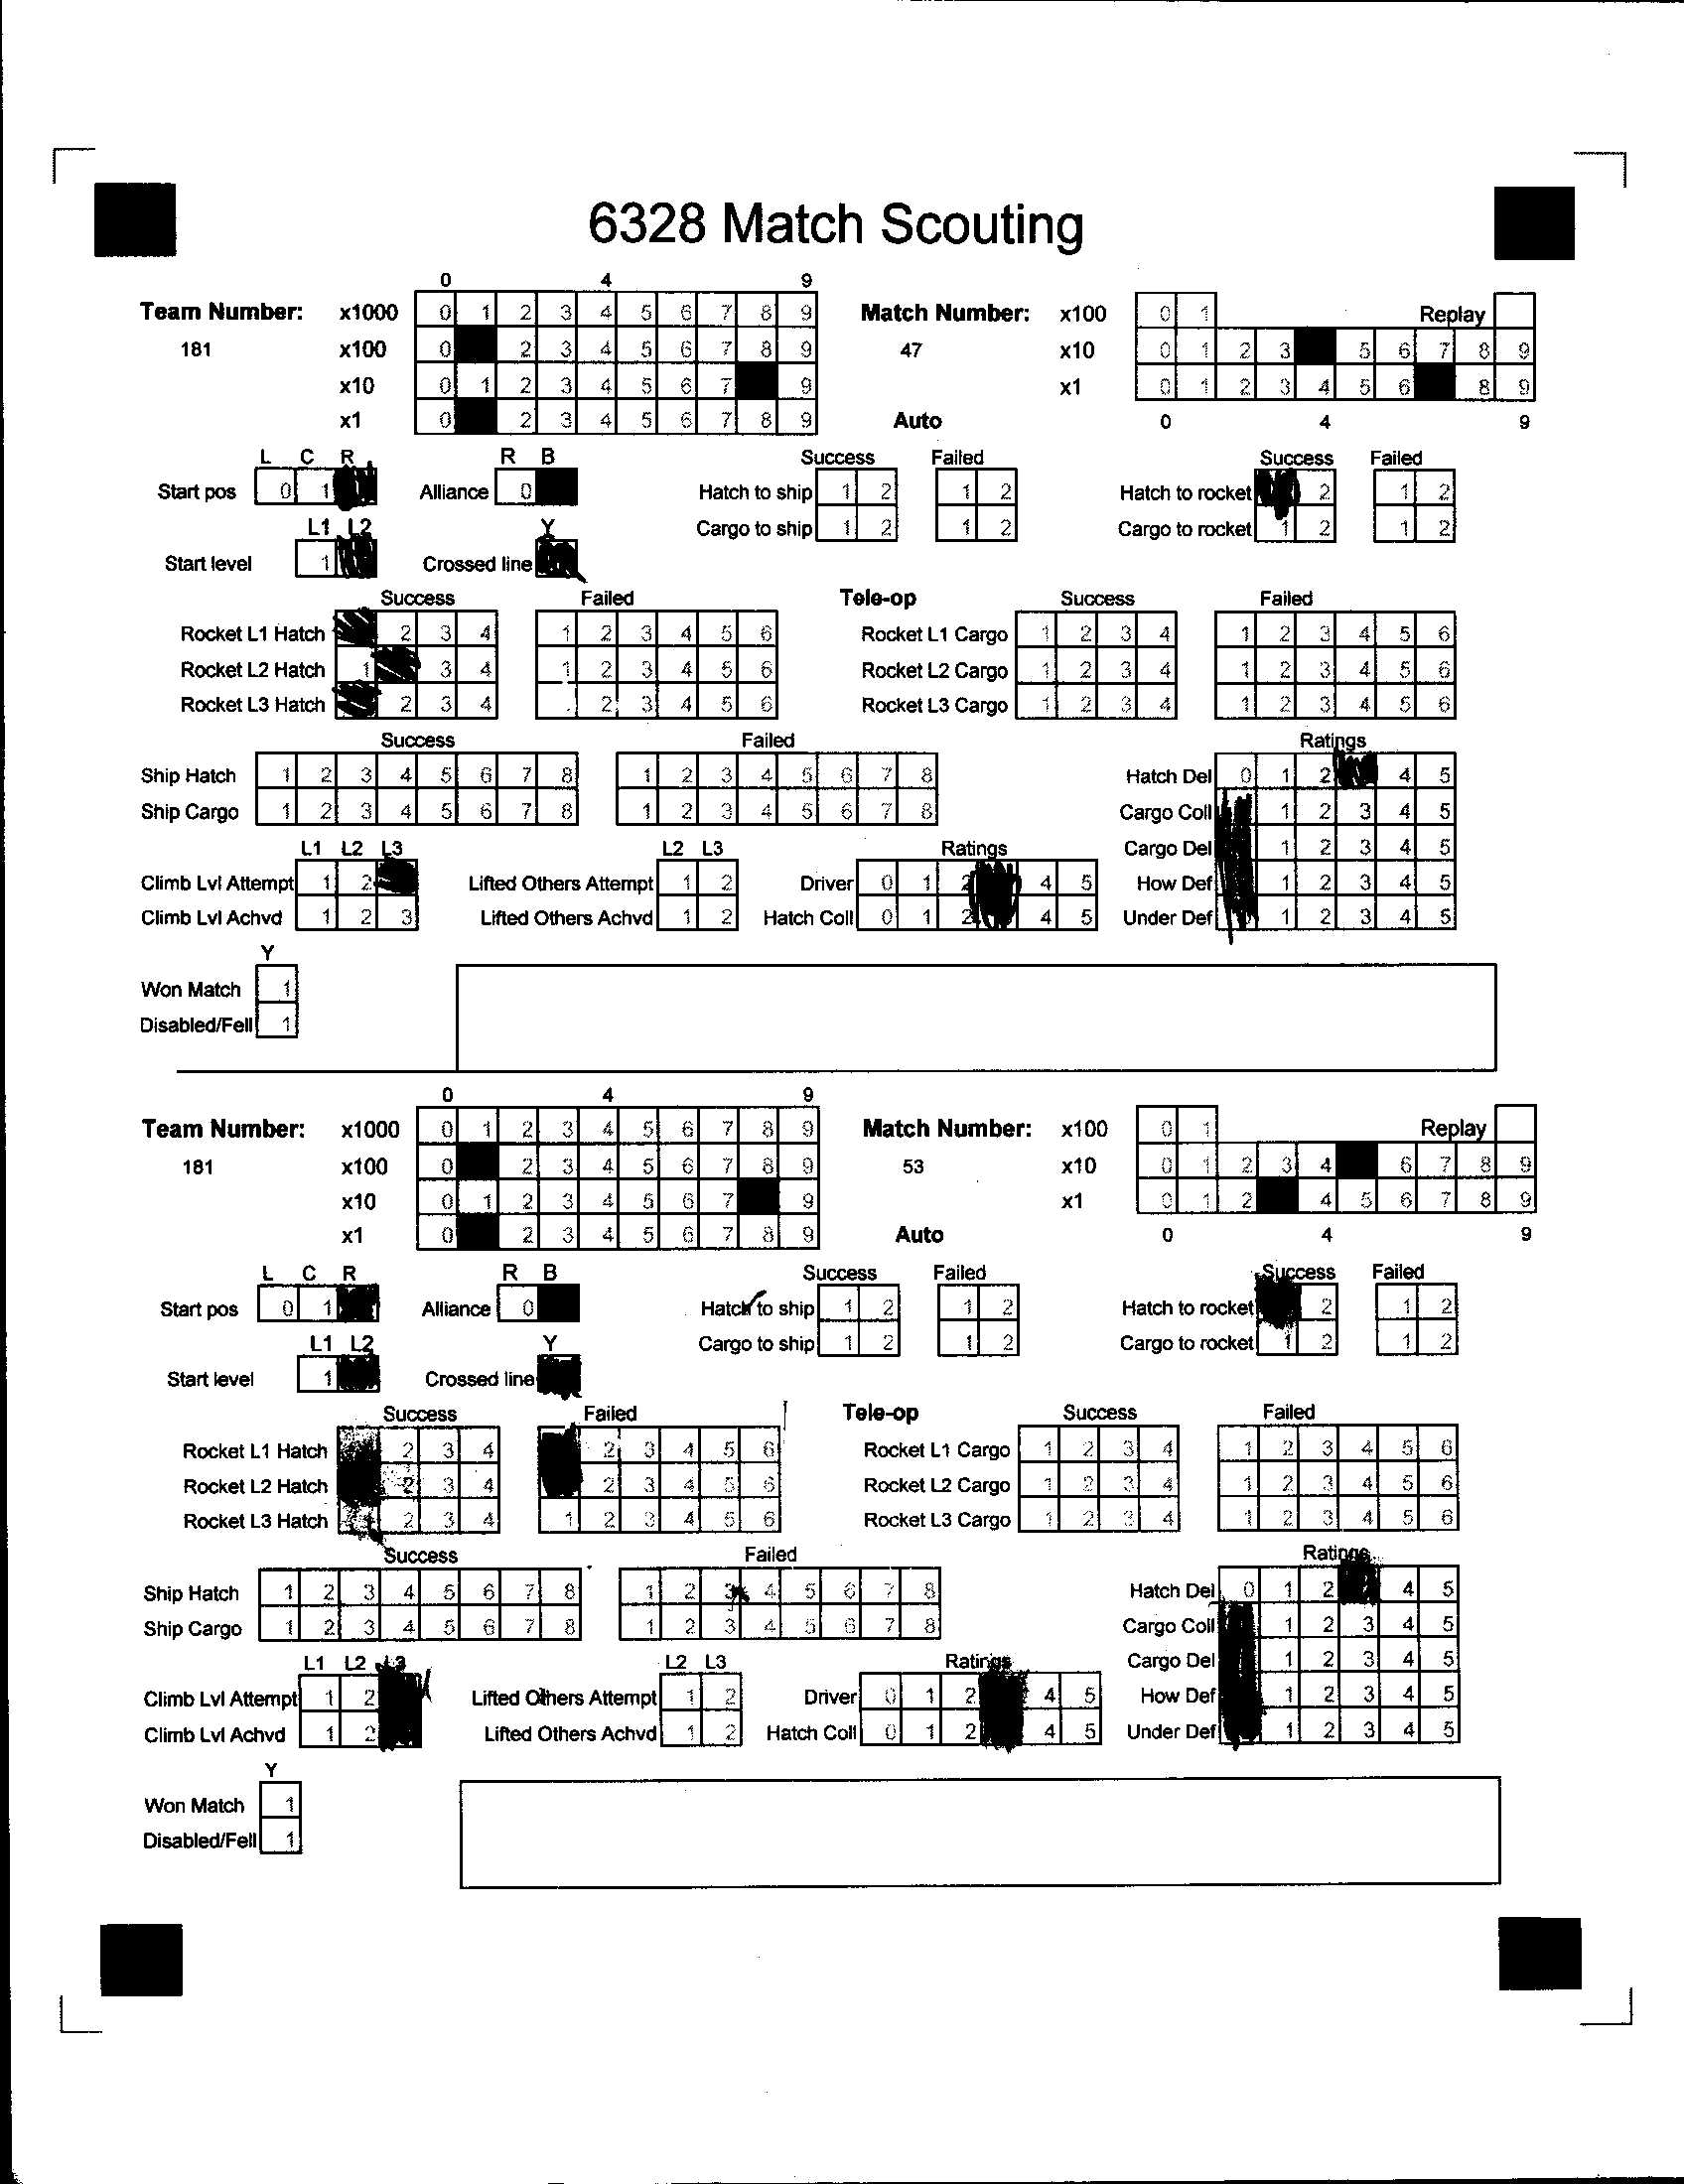 6328 Match Scouting
0 4 9
Team Number: x1000 0 1 2 3 4 5 6 7 8 9 Match Number: x100 0 1 Replay
181 x100 0 2 3 4 5 6 7 8 9 47 x10 0 1 2 3 5 6 7 8 9
x10 0 1 2 3 4 5 6 7 9 x1 0 1 2 3 4 5 6 8 9
x1 0 2 3 4 5 6 7 8 9 Auto 0 4 9
L C R R B Success Failed Success Failed
Start pos 0 1 Alliance 0 Hatch to ship 1 2 1 2 Hatch to rocket 2 1 2
L1 L2 Y Cargo to ship 1 2 1 2 Cargo to rocket 1 2 1 2
Start level 1 Crossed line
Success Failed Tele-op Success Failed
Rocket L1 Hatch 2 3 4 1 2 3 4 5 6 Rocket L1 Cargo 1 2 3 4 1 2 3 4 5 6
Rocket L2 Hatch 1 3 4 1 2 3 4 5 6 Rocket L2 Cargo 1 2 3 4 1 2 3 4 5 6
Rocket L3 Hatch 2 3 4 2 3 4 5 6 Rocket L3 Cargo 1 2 3 4 1 2 3 4 5 6
Success Failed Ratings
Ship Hatch 1 2 3 4 5 6 7 8 1 2 3 4 5 6 7 8 Hatch Del 0 1 2 4 5
Ship Cargo 1 2 3 4 5 6 7 8 1 2 3 4 5 6 7 8 Cargo Coll 1 2 3 4 5
L1 L2 L3 L2 L3 Ratings Cargo Del 1 2 3 4 5
Climb Lvl Attempt 1 2 Lifted Others Attempt 1 2 Driver 0 1 2 4 5 How Def 1 2 3 4 5
Climb Lvl Achvd 1 2 3 Lifted Others Achvd 1 2 Hatch Coll 0 1 2 4 5 Under Def 1 2 3 4 5
Y
Won Match 1
Disabled/Fell 1
0 4 9
Team Number: x1000 0 1 2 3 4 5 6 7 8 9 Match Number: x100 0 1 Replay
181 x100 0 2 3 4 5 6 7 8 9 53 x10 0 1 2 3 4 6 7 8 9
x10 0 1 2 3 4 5 6 7 9 x1 0 1 2 4 5 6 7 8 9
x1 0 2 3 4 5 6 7 8 9 Auto 0 4 9
L C R R B Success Failed Success Failed
Start pos 0 1 Alliance 0 Hatch to ship 1 2 1 2 Hatch to rocket 2 1 2
L1 L2 Y Cargo to ship 1 2 1 2 Cargo to rocket 1 2 1 2
Start level 1 Crossed line
Success Failed Tele-op Success Failed
Rocket L1 Hatch 2 3 4 2 3 4 5 6 Rocket L1 Cargo 1 2 3 4 1 2 3 4 5 6
Rocket L2 Hatch 2 3 4 2 3 4 5 6 Rocket L2 Cargo 1 2 3 4 1 2 3 4 5 6
Rocket L3 Hatch 1 2 3 4 1 2 3 4 5 6 Rocket L3 Cargo 1 2 3 4 1 2 3 4 5 6
Success Failed Ratings
Ship Hatch 1 2 3 4 5 6 7 8 1 2 3 4 5 6 7 8 Hatch Del 0 1 2 4 5
Ship Cargo 1 2 3 4 5 6 7 8 1 2 3 4 5 6 7 8 Cargo Coll 1 2 3 4 5
L1 L2 L3 L2 L3 Ratings Cargo Del 1 2 3 4 5
Climb Lvl Attempt 1 2 Lifted Others Attempt 1 2 Driver 0 1 2 4 5 How Def 1 2 3 4 5
Climb Lvl Achvd 1 2 Lifted Others Achvd 1 2 Hatch Coll 0 1 2 4 5 Under Def 1 2 3 4 5
Y
Won Match 1
Disabled/Fell 1